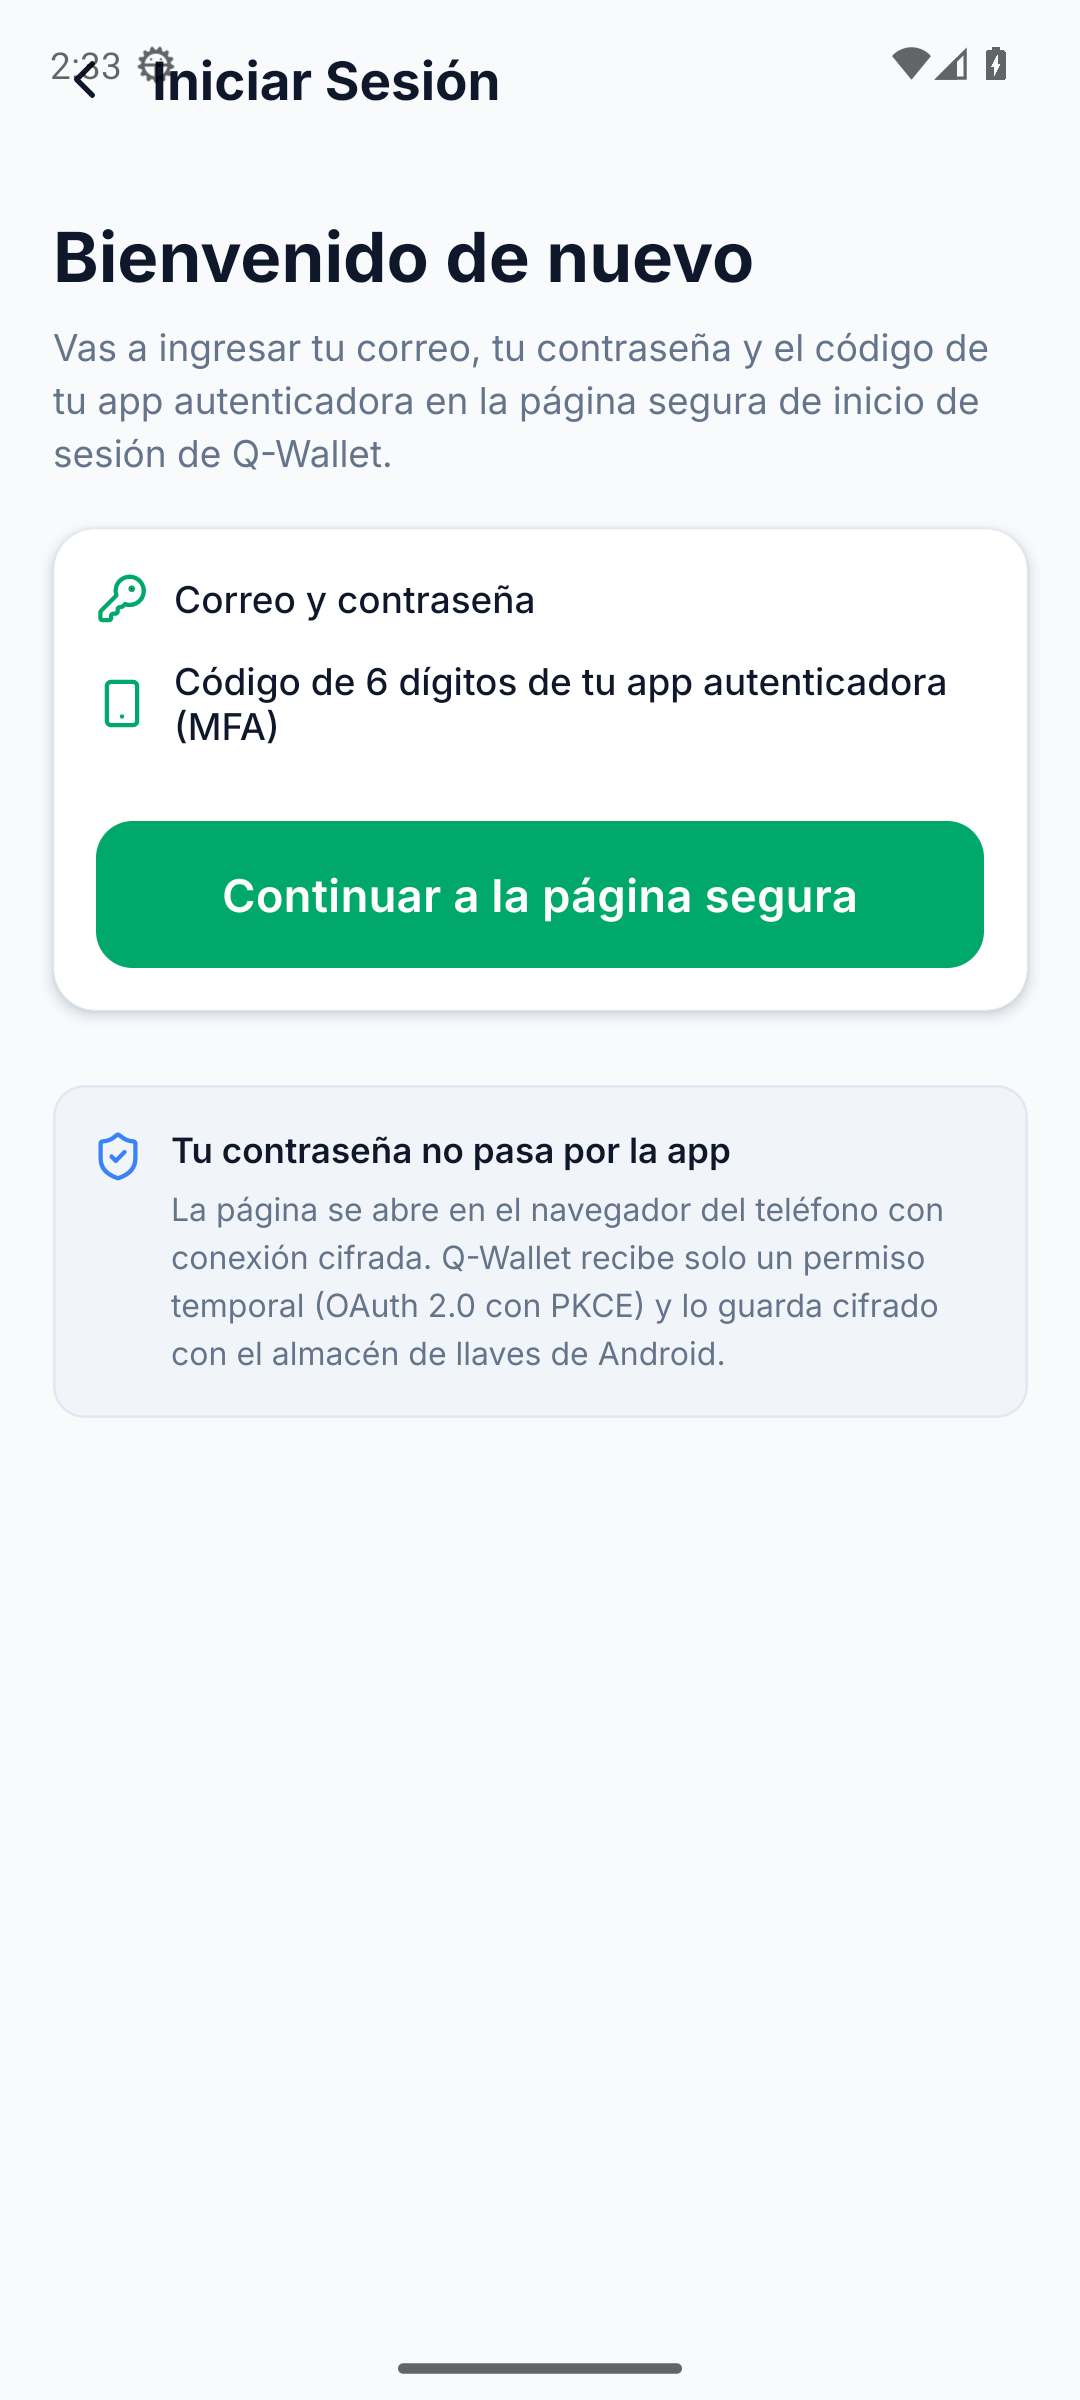 2:33
Iniciar Sesión
Bienvenido de nuevo
Vas a ingresar tu correo, tu contraseña y el código de
tu app autenticadora en la página segura de inicio de
sesión de Q-Wallet.
Correo y contraseña
Código de 6 dígitos de tu app autenticadora
(MFA)
Continuar a la página segura
Tu contraseña no pasa por la app
La página se abre en el navegador del teléfono con
conexión cifrada. Q-Wallet recibe solo un permiso
temporal (OAuth 2.0 con PKCE) y lo guarda cifrado
con el almacén de llaves de Android.